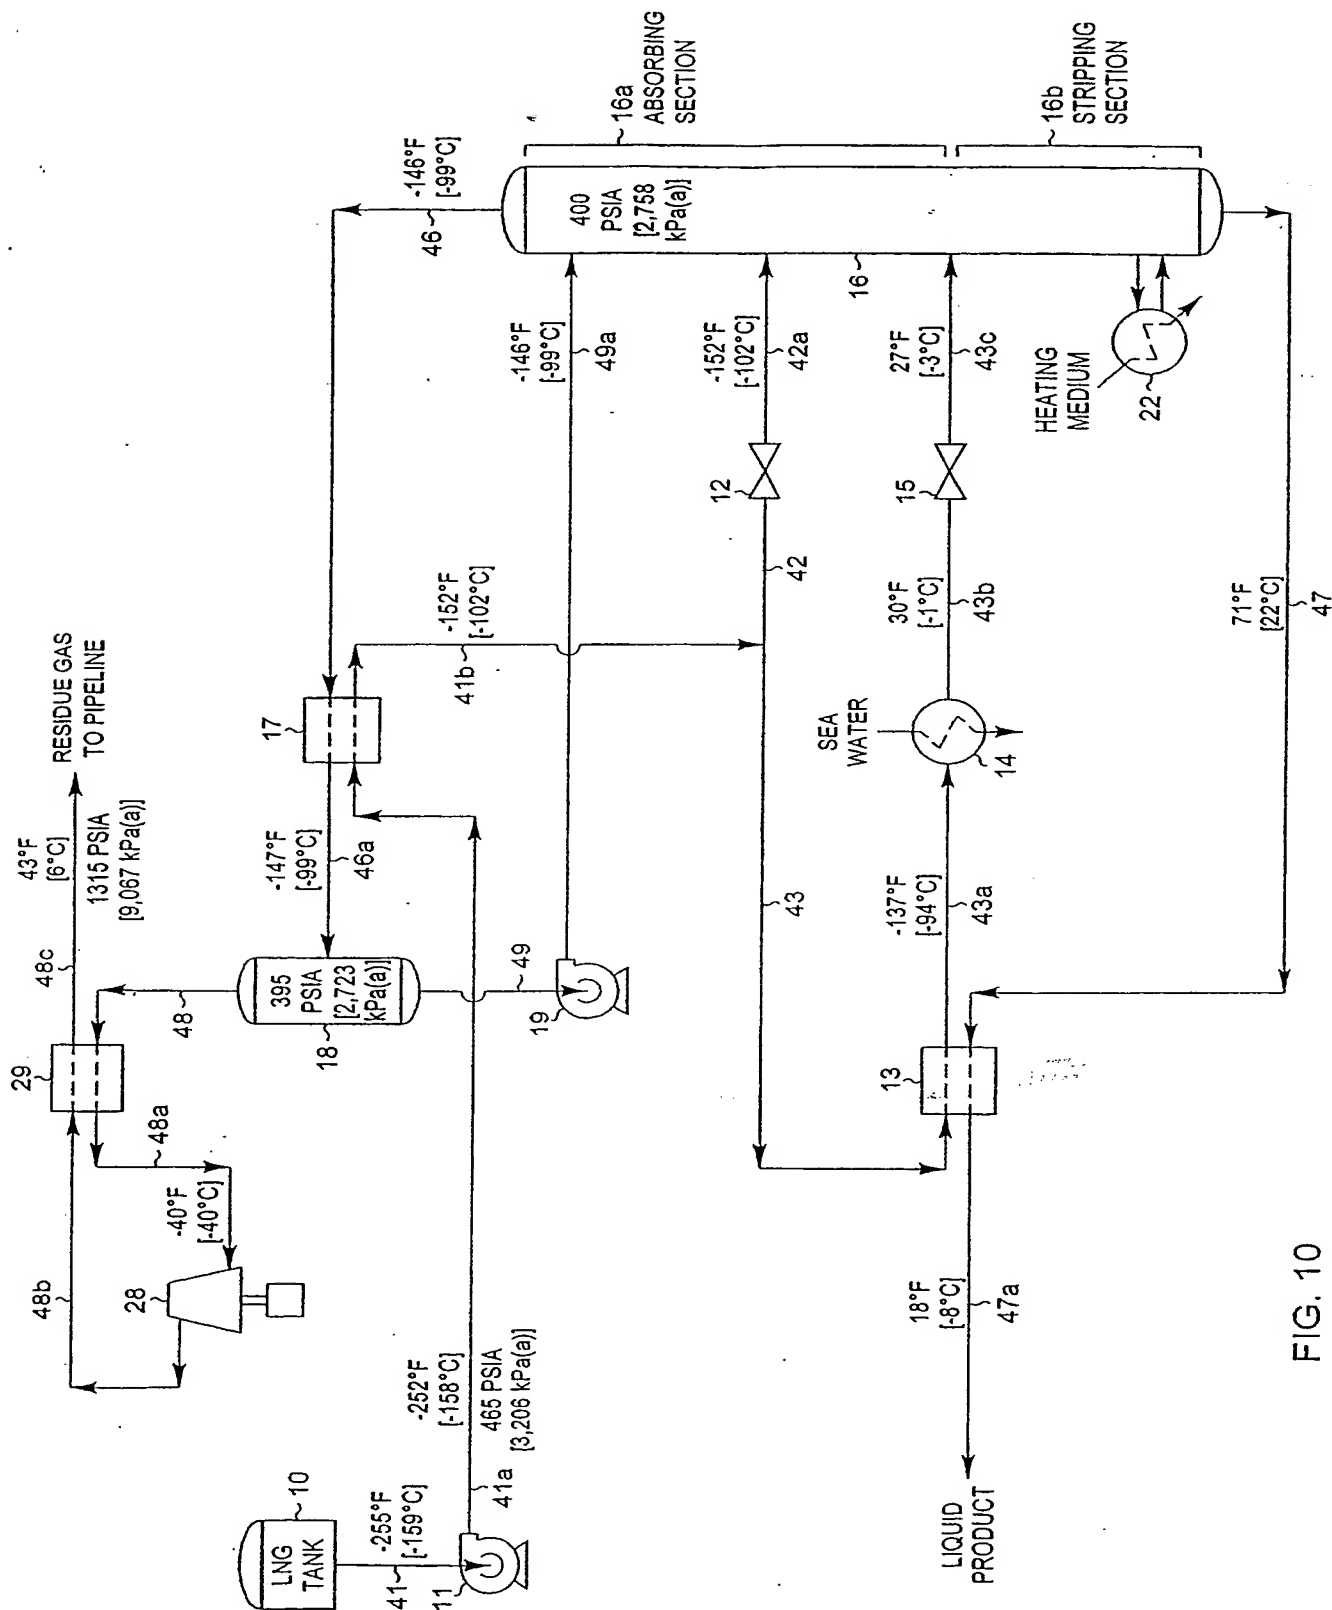 48b
48a
-40°F
[-40°C]
28
29
48c
43°F
[6°C]
1315 PSIA
[9,067 kPa(a)]
RESIDUE GAS
TO PIPELINE
48
395
PSIA
[2,723
kPa(a)]
18
-147°F
[-99°C]
46a
17
-146°F
[-99°C]
46
LNG
TANK
10
-255°F
[-159°C]
41
11
-252°F
[-158°C]
465 PSIA
[3,206 kPa(a)]
41a
49
19
-152°F
[-102°C]
41b
-146°F
[-99°C]
49a
400
PSIA
[2,758
kPa(a)]
16a
ABSORBING
SECTION
16b
STRIPPING
SECTION
43
42
12
-152°F
[-102°C]
42a
16
13
-137°F
[-94°C]
43a
SEA
WATER
14
30°F
[-1°C]
43b
15
27°F
[-3°C]
43c
HEATING
MEDIUM
22
LIQUID
PRODUCT
18°F
[-8°C]
47a
71°F
[22°C]
47
FIG. 10